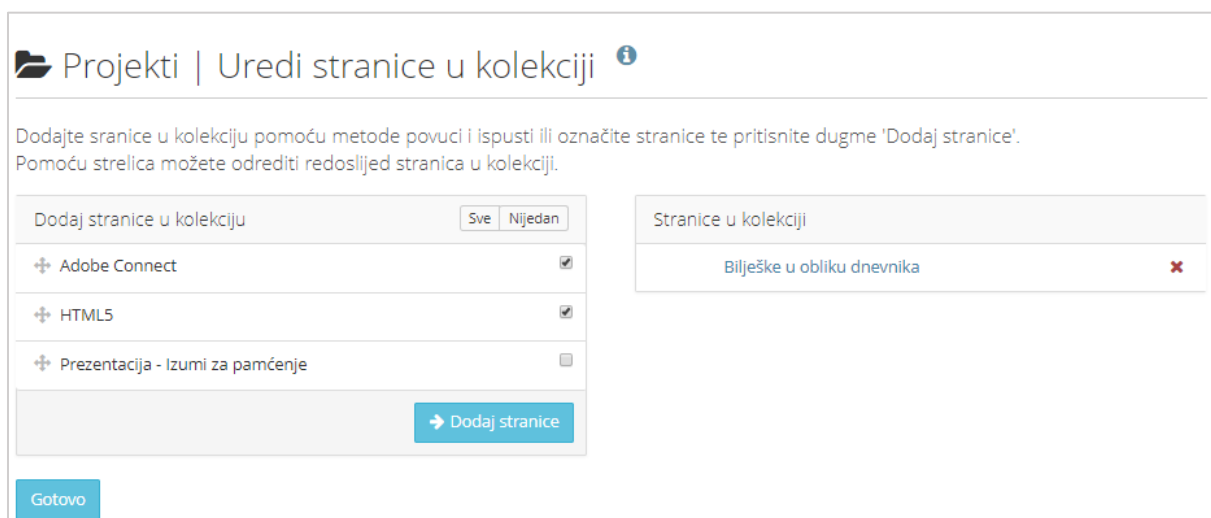 Projekti | Uredi stranice u kolekciji
Dodajte sranice u kolekciju pomoću metode povuci i ispusti ili označite stranice te pritisnite dugme 'Dodaj stranice'.
Pomoću strelica možete odrediti redoslijed stranica u kolekciji.
Dodaj stranice u kolekciju
Sve Nijedan
Adobe Connect
HTML5
Prezentacija - Izumi za pamćenje
Dodaj stranice
Stranice u kolekciji
Bilješke u obliku dnevnika
Gotovo